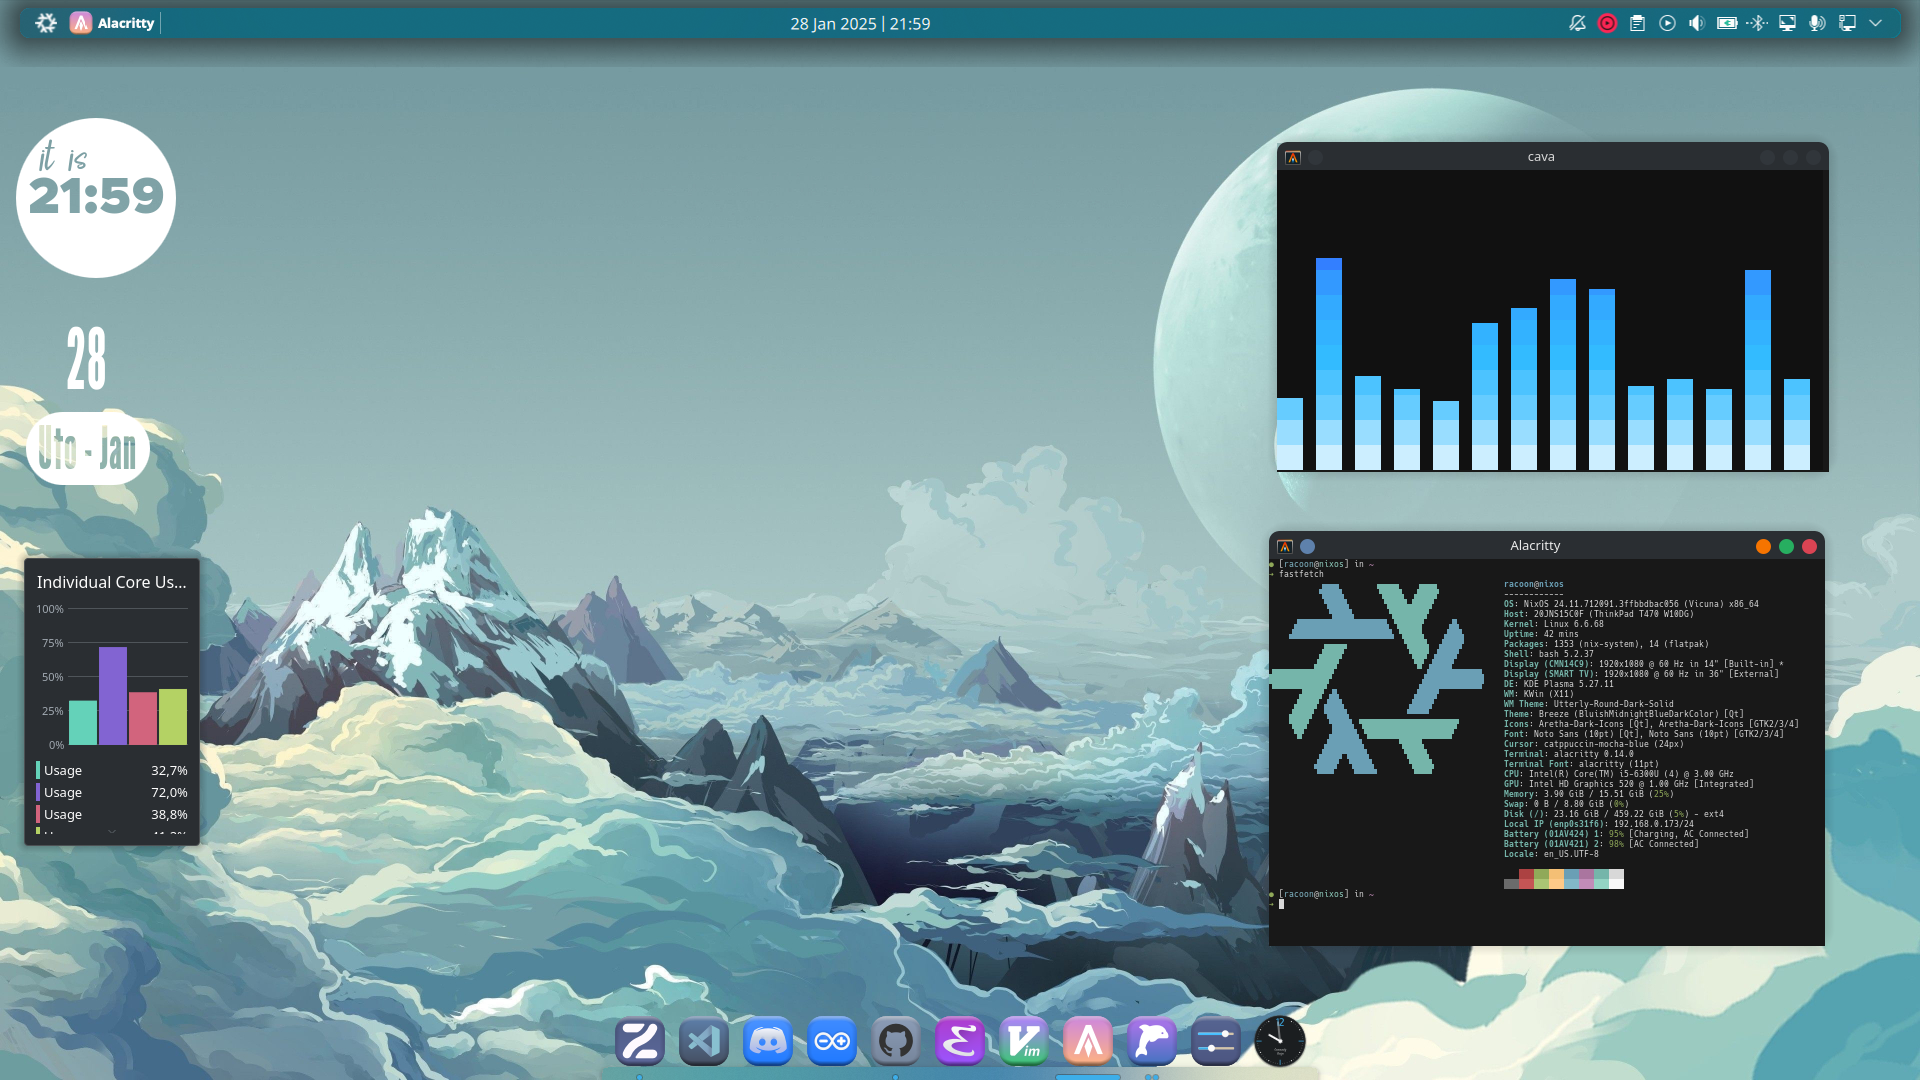 Alacritty
28 Jan 2025 | 21:59
it is
21:59
28
Uto - Jan
Individual Core Us...
100%
75%
50%
25%
0%
Usage 32,7%
Usage 72,0%
Usage 38,8%
cava
Alacritty
[racoon@nixos] in ~
fastfetch
racoon@nixos
------------
OS: NixOS 24.11.712091.3ffbbdbac056 (Vicuna) x86_64
Host: 20JNS15C0F (ThinkPad T470 W10DG)
Kernel: Linux 6.6.68
Uptime: 42 mins
Packages: 1353 (nix-system), 14 (flatpak)
Shell: bash 5.2.37
Display (CMN14C9): 1920x1080 @ 60 Hz in 14" [Built-in] *
Display (SMART TV): 1920x1080 @ 60 Hz in 36" [External]
DE: KDE Plasma 5.27.11
WM: KWin (X11)
WM Theme: Utterly-Round-Dark-Solid
Theme: Breeze (BluishMidnightBlueDarkColor) [Qt]
Icons: Aretha-Dark-Icons [Qt], Aretha-Dark-Icons [GTK2/3/4]
Font: Noto Sans (10pt) [Qt], Noto Sans (10pt) [GTK2/3/4]
Cursor: catppuccin-mocha-blue (24px)
Terminal: alacritty 0.14.0
Terminal Font: alacritty (11pt)
CPU: Intel(R) Core(TM) i5-6300U (4) @ 3.00 GHz
GPU: Intel HD Graphics 520 @ 1.00 GHz [Integrated]
Memory: 3.90 GiB / 15.51 GiB (25%)
Swap: 0 B / 8.80 GiB (0%)
Disk (/): 23.16 GiB / 459.22 GiB (5%) - ext4
Local IP (enp0s31f6): 192.168.0.173/24
Battery (01AV424) 1: 95% [Charging, AC Connected]
Battery (01AV421) 2: 98% [AC Connected]
Locale: en_US.UTF-8
[racoon@nixos] in ~
Vim
12